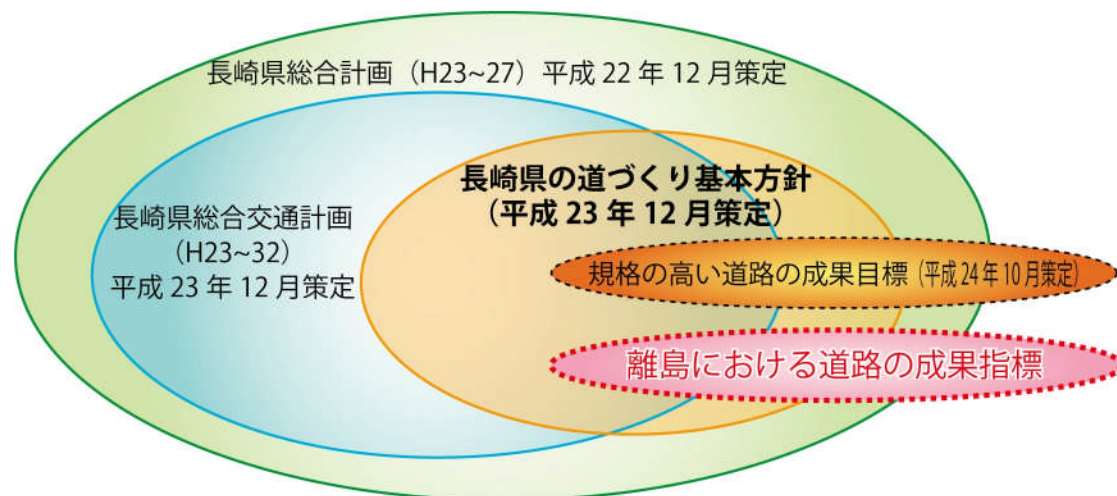 長崎県総合計画（H23~27）平成 22 年 12 月策定
長崎県の道づくり基本方針
（平成 23 年 12 月策定）
長崎県総合交通計画
（H23~32）
平成 23 年 12 月策定
規格の高い道路の成果目標（平成24年10月策定）
離島における道路の成果指標